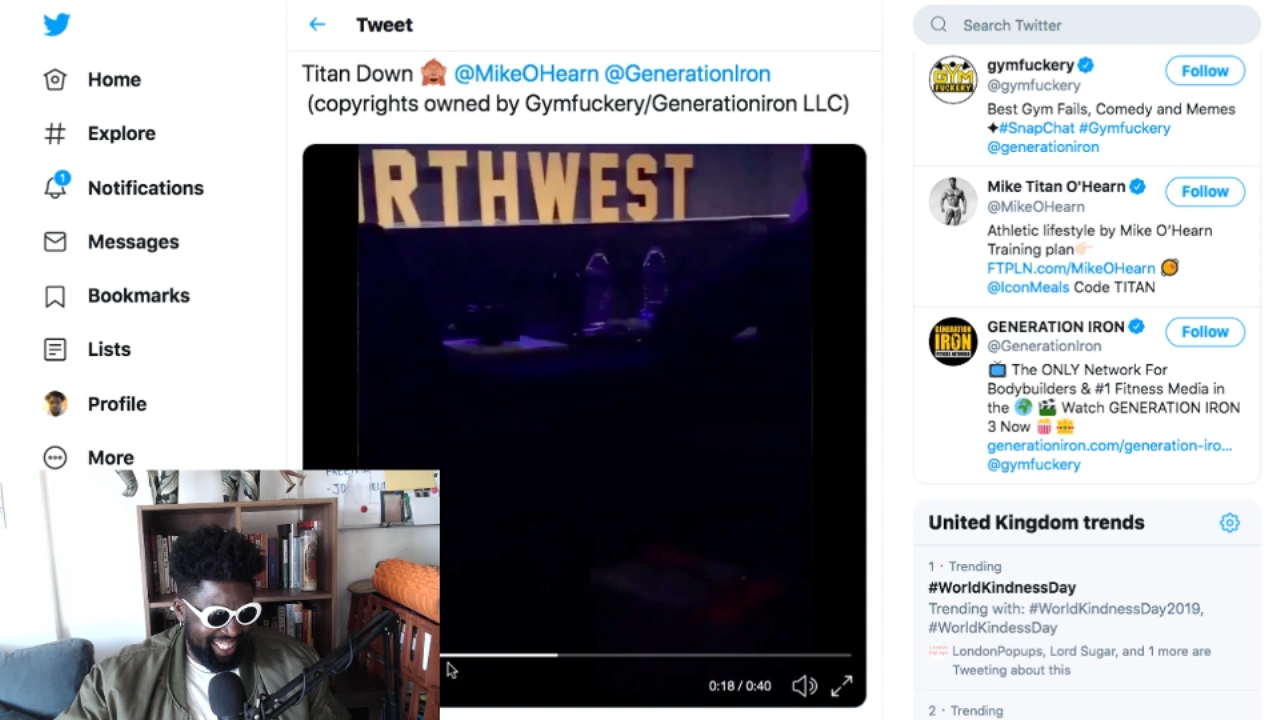 Home
Explore
1
Notifications
Messages
Bookmarks
Lists
Profile
More
Tweet
Titan Down 🙈 @MikeOHearn @GenerationIron
(copyrights owned by Gymfuckery/Generationiron LLC)
RTHWEST
0:18 / 0:40
Search Twitter
GYM
FUCKERY
gymfuckery
@gymfuckery
Follow
Best Gym Fails, Comedy and Memes
✦#SnapChat #Gymfuckery
@generationiron
Mike Titan O'Hearn
@MikeOHearn
Follow
Athletic lifestyle by Mike O'Hearn
Training plan👉🏻
FTPLN.com/MikeOHearn 🥘
@IconMeals Code TITAN
GENERATION
IRON
GENERATION IRON
@GenerationIron
Follow
📺 The ONLY Network For
Bodybuilders & #1 Fitness Media in
the 🌍 🎬 Watch GENERATION IRON
3 Now 🍿 🍔
generationiron.com/generation-iro...
@gymfuckery
United Kingdom trends
1 · Trending
#WorldKindnessDay
Trending with: #WorldKindnessDay2019,
#WorldKindessDay
LondonPopups, Lord Sugar, and 1 more are
Tweeting about this
2 · Trending